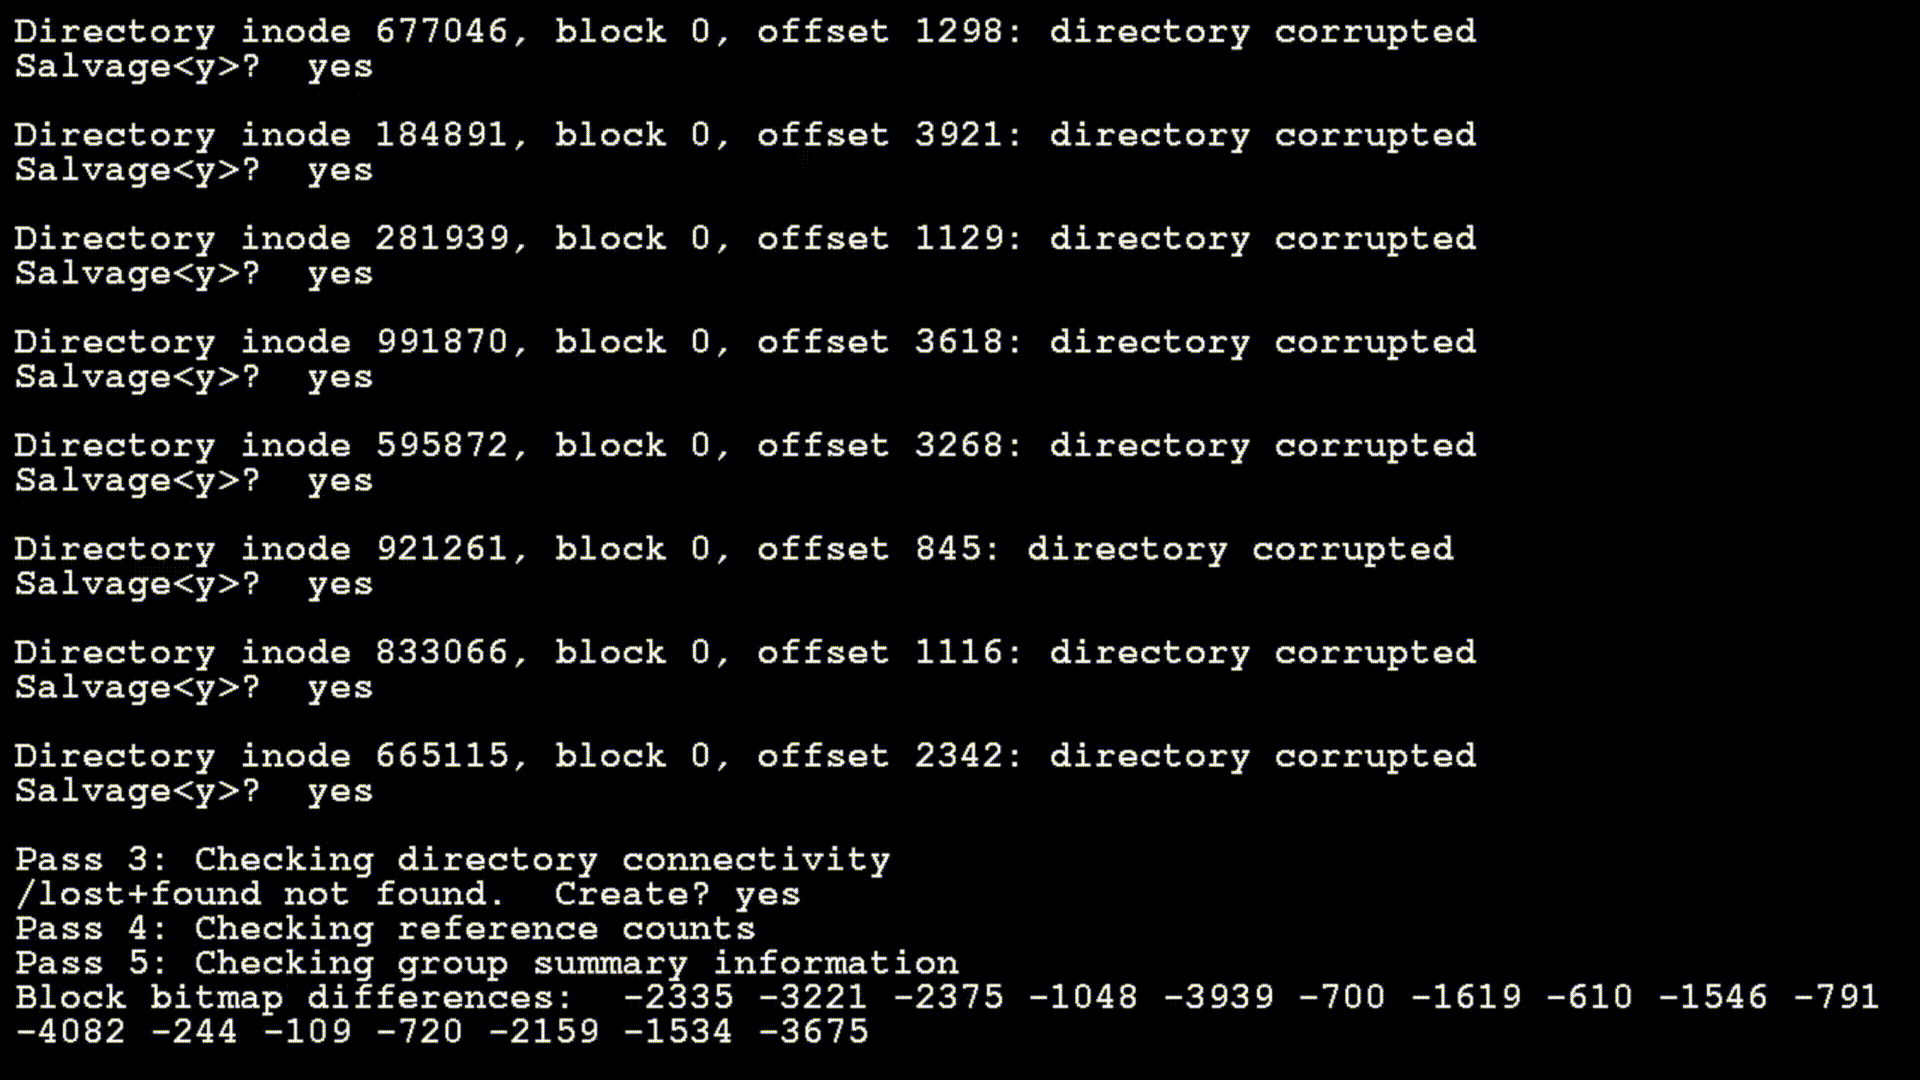 Directory inode 677046, block 0, offset 1298: directory corrupted
Salvage<y>?  yes
Directory inode 184891, block 0, offset 3921: directory corrupted
Salvage<y>?  yes
Directory inode 281939, block 0, offset 1129: directory corrupted
Salvage<y>?  yes
Directory inode 991870, block 0, offset 3618: directory corrupted
Salvage<y>?  yes
Directory inode 595872, block 0, offset 3268: directory corrupted
Salvage<y>?  yes
Directory inode 921261, block 0, offset 845: directory corrupted
Salvage<y>?  yes
Directory inode 833066, block 0, offset 1116: directory corrupted
Salvage<y>?  yes
Directory inode 665115, block 0, offset 2342: directory corrupted
Salvage<y>?  yes
Pass 3: Checking directory connectivity
/lost+found not found.  Create? yes
Pass 4: Checking reference counts
Pass 5: Checking group summary information
Block bitmap differences:  -2335 -3221 -2375 -1048 -3939 -700 -1619 -610 -1546 -791
-4082 -244 -109 -720 -2159 -1534 -3675